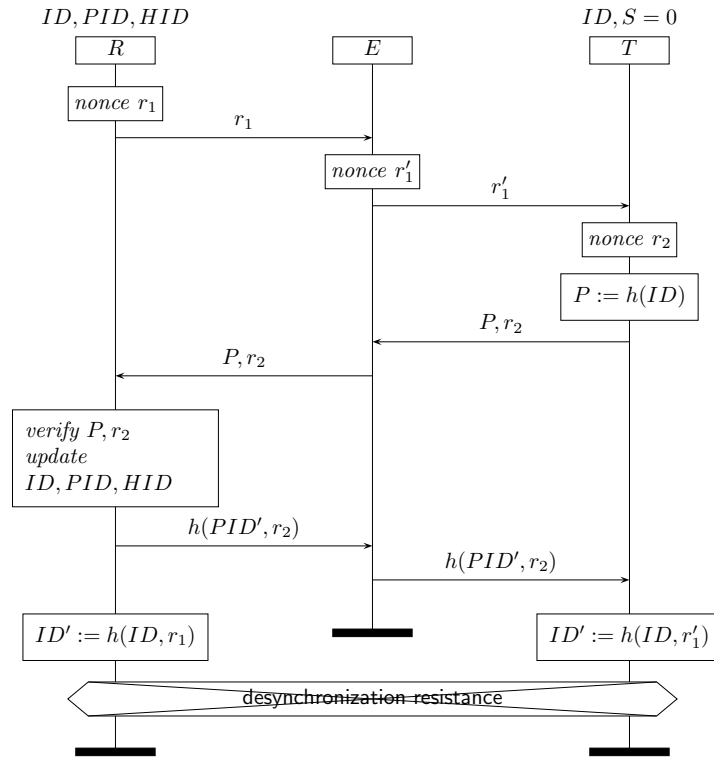 ID, PID, HID
ID, S = 0
R
E
T
nonce r₁
r₁
nonce r′₁
r′₁
nonce r₂
P := h(ID)
P, r₂
P, r₂
verify P, r₂
update
ID, PID, HID
h(PID′, r₂)
h(PID′, r₂)
ID′ := h(ID, r₁)
ID′ := h(ID, r′₁)
desynchronization resistance